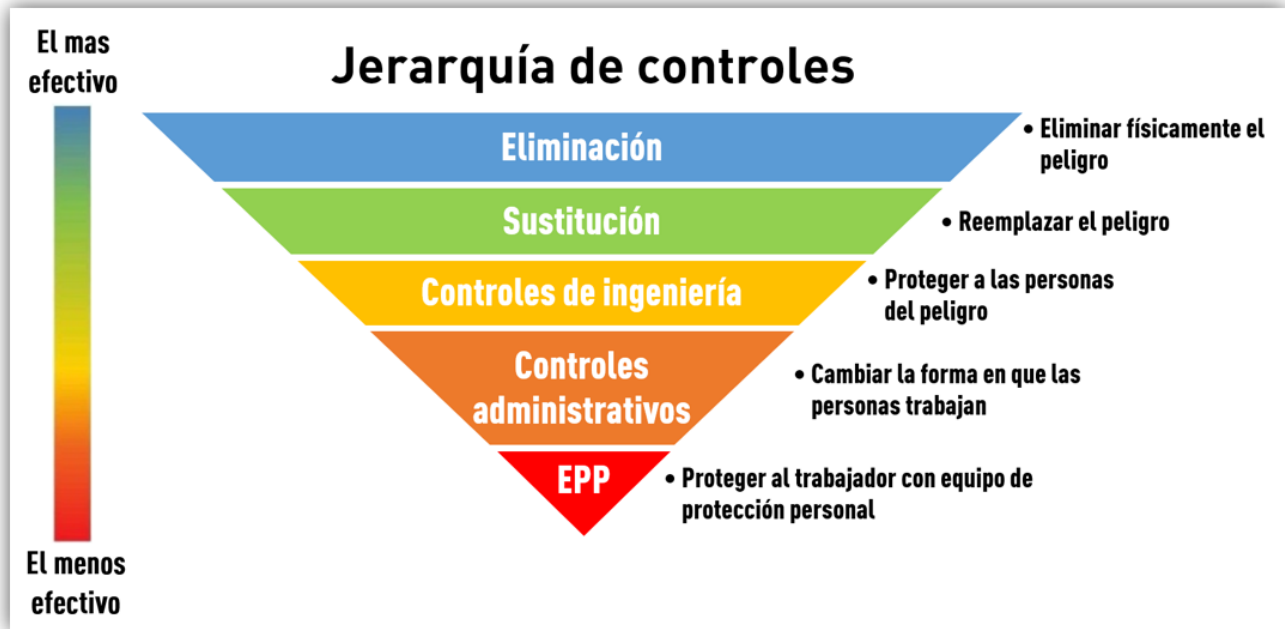 El mas
efectivo
Jerarquía de controles
Eliminación
• Eliminar físicamente el
peligro
Sustitución
• Reemplazar el peligro
Controles de ingeniería
• Proteger a las personas
del peligro
Controles
administrativos
• Cambiar la forma en que las
personas trabajan
EPP
• Proteger al trabajador con equipo de
protección personal
El menos
efectivo